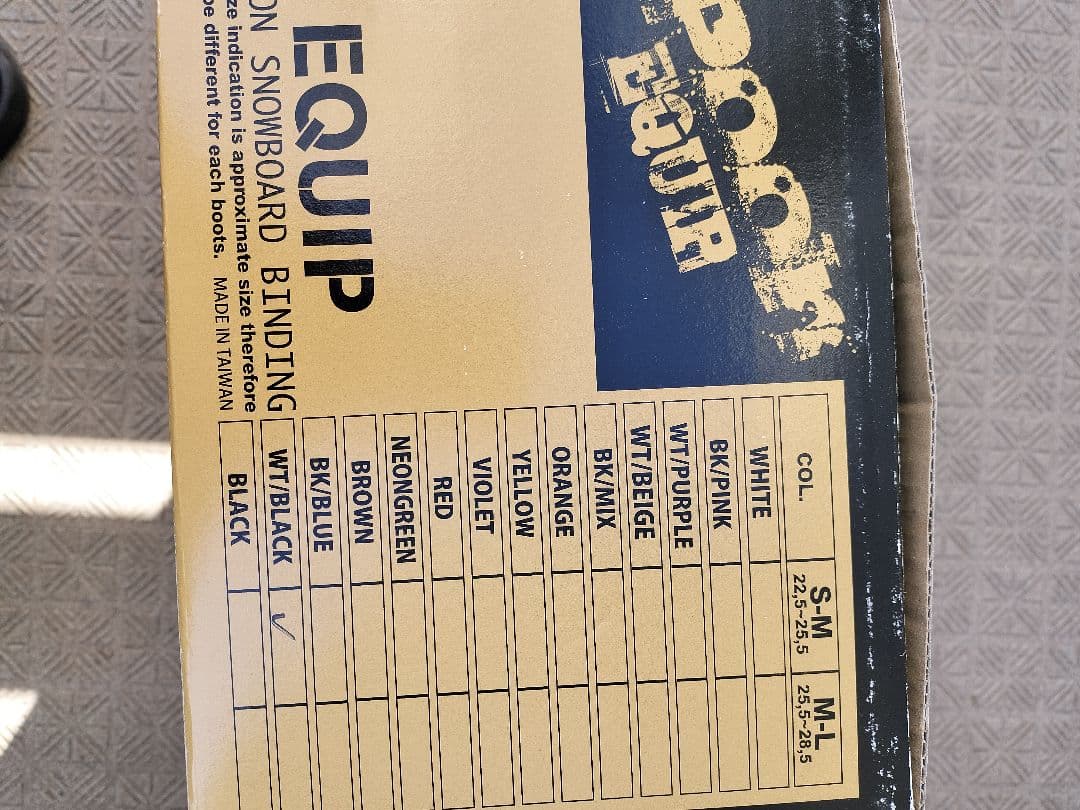 EQUIR
EQUIP
ON SNOWBOARD BINDING
ze indication is approximate size therefore
be different for each boots. MADE IN TAIWAN
COL. S-M M-L
22,5~25,5 25,5~28,5
WHITE
BK/PINK
WT/PURPLE
WT/BEIGE
BK/MIX
ORANGE
YELLOW
VIOLET
RED
NEONGREEN
BROWN
BK/BLUE
WT/BLACK ✓
BLACK